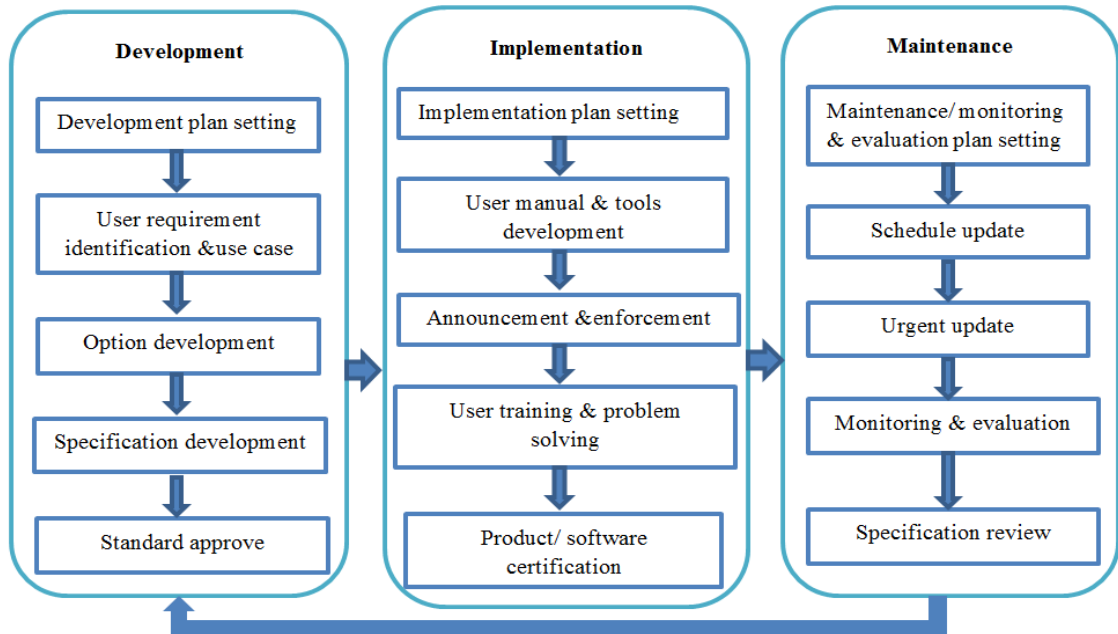 Development
Development plan setting
User requirement
identification &use case
Option development
Specification development
Standard approve
Implementation
Implementation plan setting
User manual & tools
development
Announcement &enforcement
User training & problem
solving
Product/ software
certification
Maintenance
Maintenance/ monitoring
& evaluation plan setting
Schedule update
Urgent update
Monitoring & evaluation
Specification review